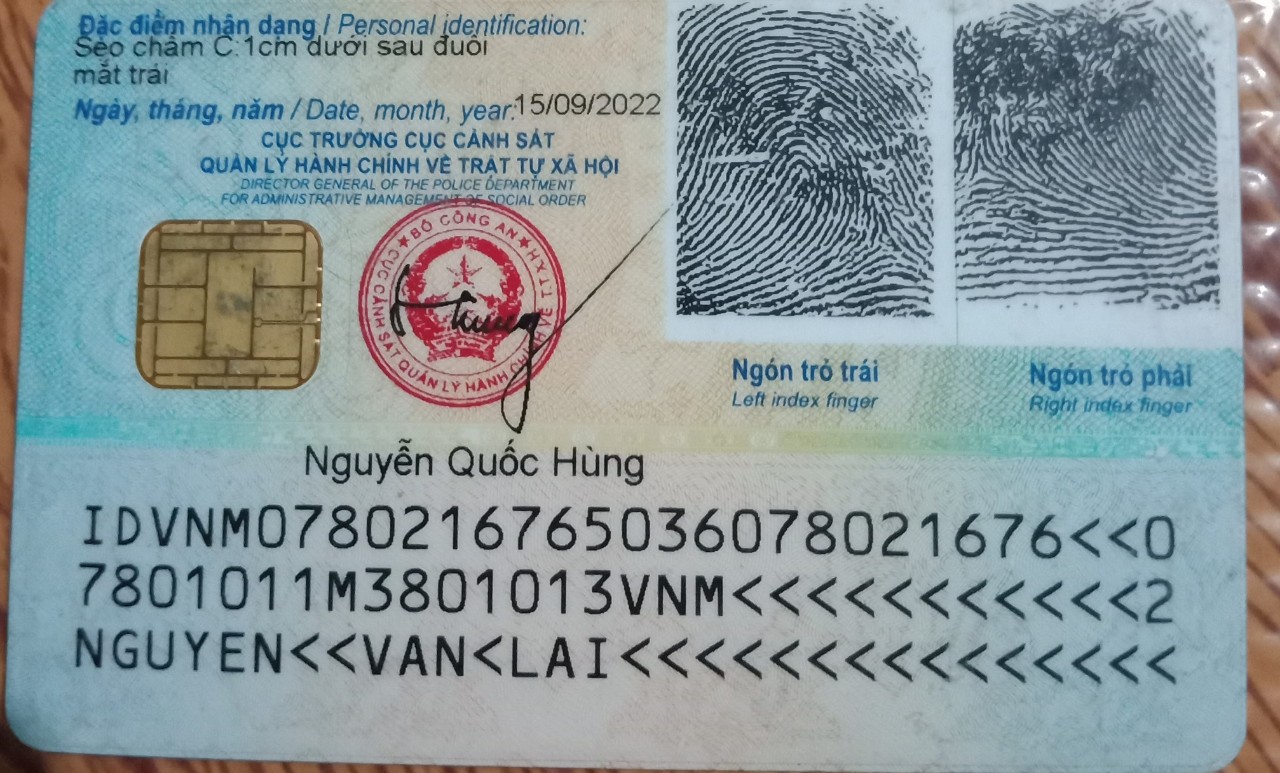 Đặc điểm nhận dạng / Personal identification:
Sẹo chấm C:1cm dưới sau đuôi
mắt trái
Ngày, tháng, năm / Date, month, year: 15/09/2022
CỤC TRƯỞNG CỤC CẢNH SÁT
QUẢN LÝ HÀNH CHÍNH VỀ TRẬT TỰ XÃ HỘI
DIRECTOR GENERAL OF THE POLICE DEPARTMENT
FOR ADMINISTRATIVE MANAGEMENT OF SOCIAL ORDER
★ BỘ CÔNG AN ★
CỤC CẢNH SÁT QUẢN LÝ HÀNH CHÍNH VỀ TTXH
Ngón trỏ trái
Left index finger
Ngón trỏ phải
Right index finger
Nguyễn Quốc Hùng
IDVNM0780216765036078021676<<0
7801011M3801013VNM<<<<<<<<<<<2
NGUYEN<<VAN<LAI<<<<<<<<<<<<<<<